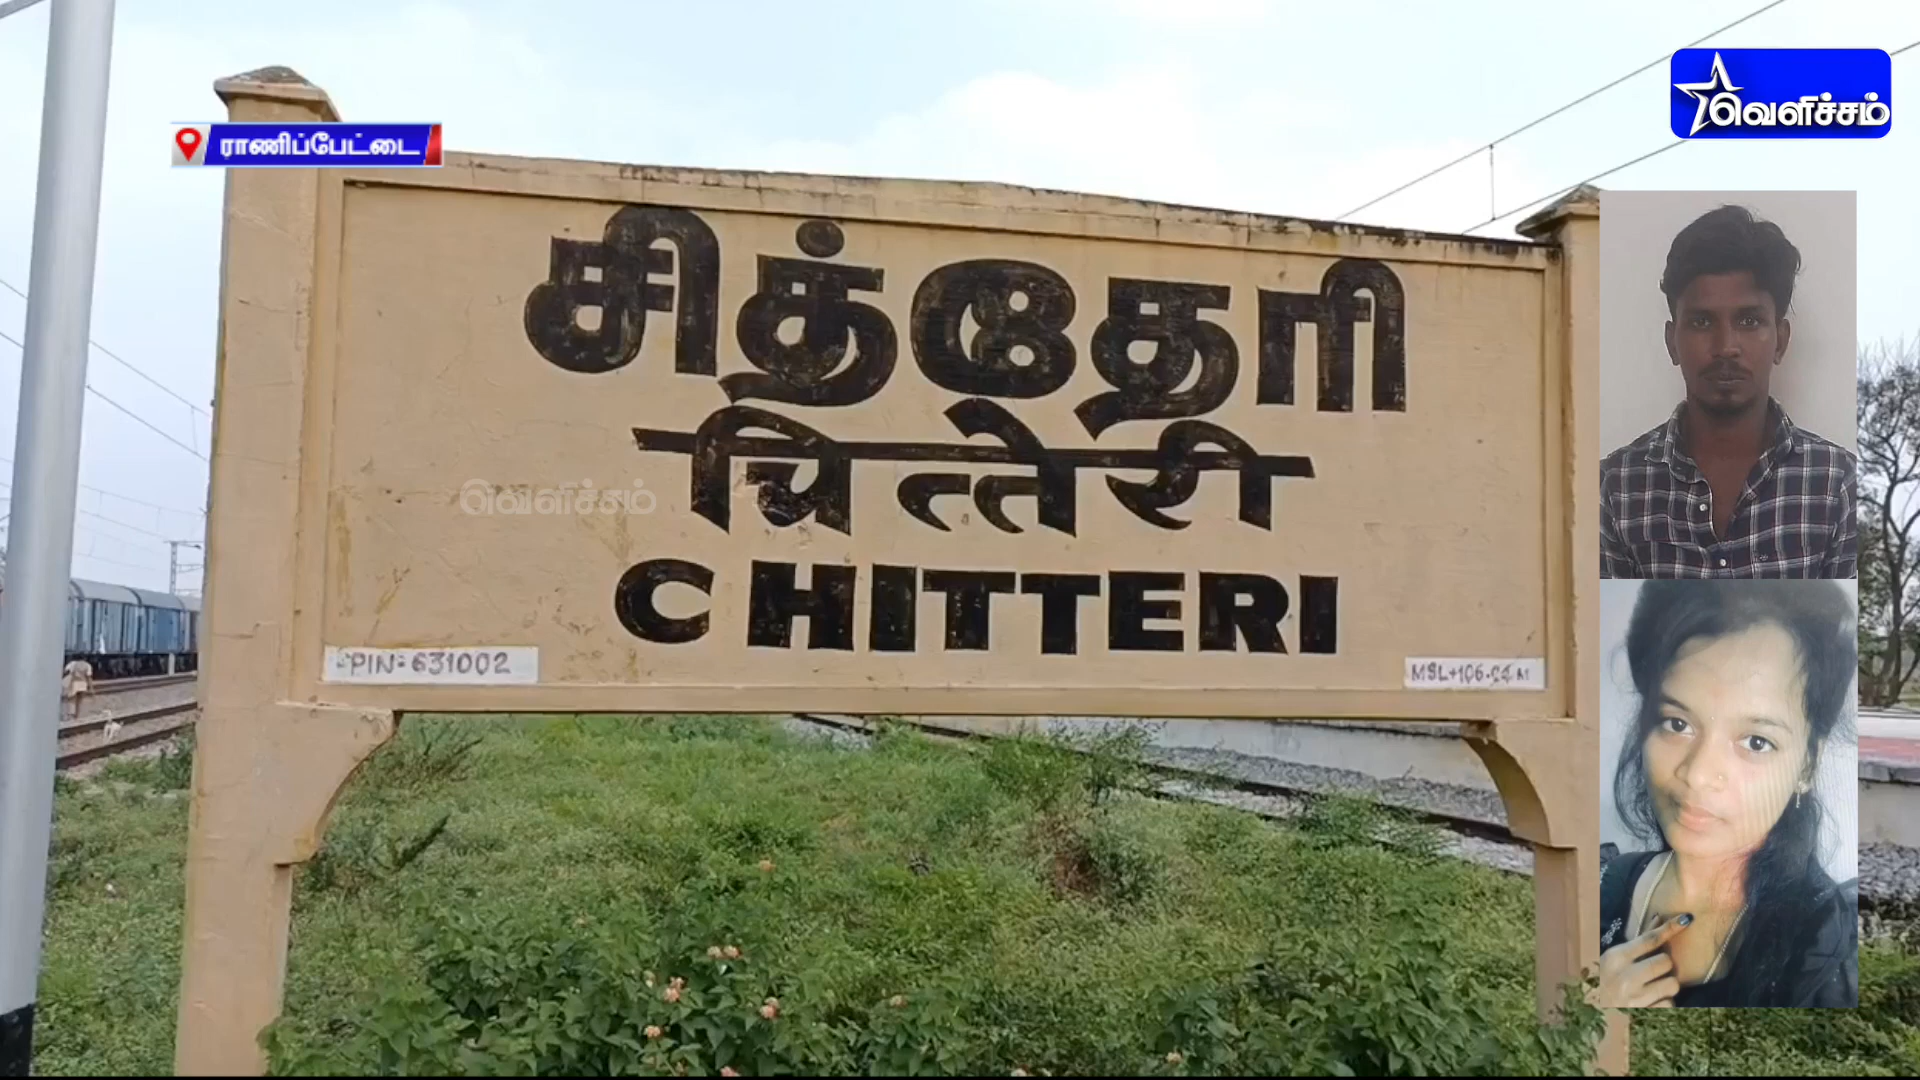 வெளிச்சம்
ராணிப்பேட்டை
சித்தேரி
चित्तेरी
வெளிச்சம்
CHITTERI
PIN: 631002